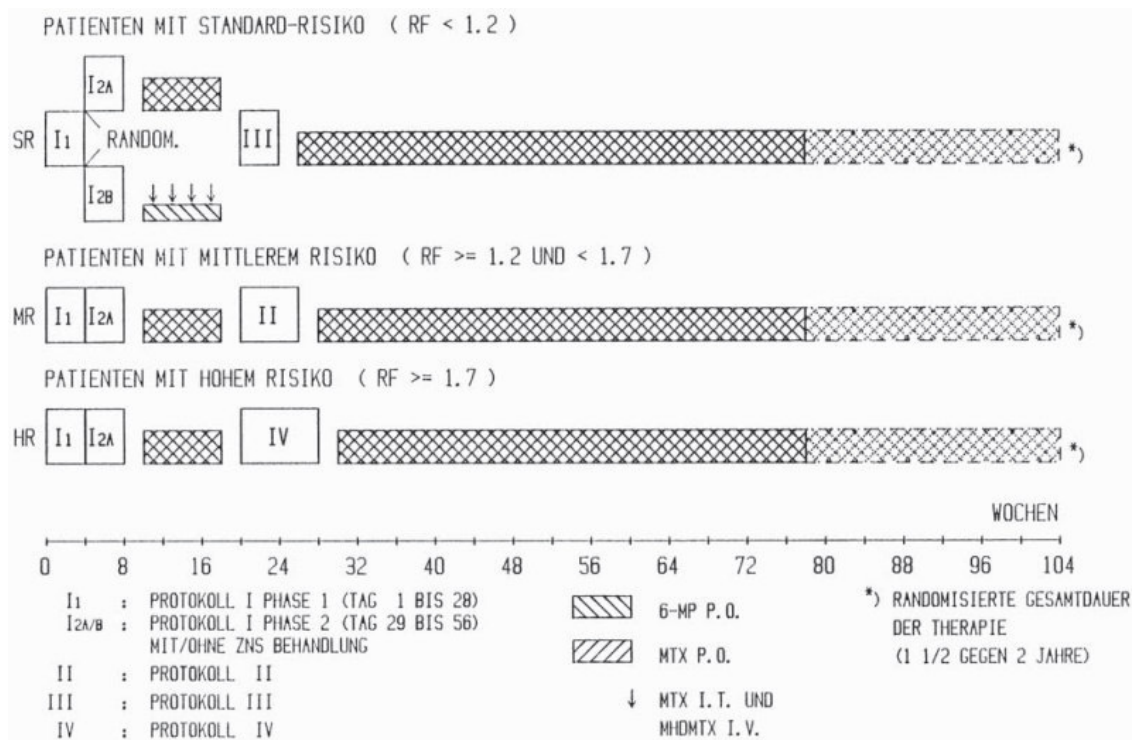 PATIENTEN MIT STANDARD-RISIKO ( RF < 1.2 )
I2A
SR I1 RANDOM. III *)
I2B
PATIENTEN MIT MITTLEREM RISIKO ( RF >= 1.2 UND < 1.7 )
MR I1 I2A II *)
PATIENTEN MIT HOHEM RISIKO ( RF >= 1.7 )
HR I1 I2A IV *)
WOCHEN
0 8 16 24 32 40 48 56 64 72 80 88 96 104
I1 : PROTOKOLL I PHASE 1 (TAG 1 BIS 28)
I2A/B : PROTOKOLL I PHASE 2 (TAG 29 BIS 56)
MIT/OHNE ZNS BEHANDLUNG
II : PROTOKOLL II
III : PROTOKOLL III
IV : PROTOKOLL IV
6-MP P.O.
MTX P.O.
↓ MTX I.T. UND
MHDMTX I.V.
*) RANDOMISIERTE GESAMTDAUER
DER THERAPIE
(1 1/2 GEGEN 2 JAHRE)